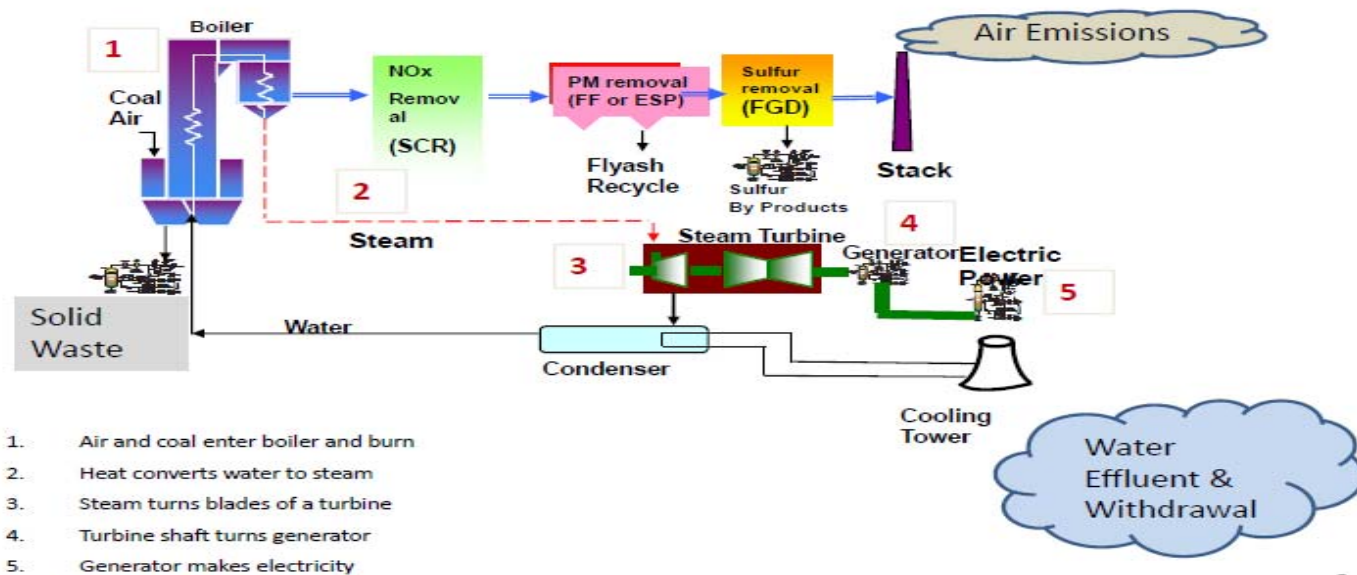 1
Boiler
Coal
Air
NOx
Remov
al
(SCR)
PM removal
(FF or ESP)
Sulfur
removal
(FGD)
Air Emissions
Flyash
Recycle
Sulfur
By Products
Stack
2
Steam
3
Steam Turbine
4
Generator
Electric
Power
5
Solid
Waste
Water
Condenser
Cooling
Tower
Water
Effluent &
Withdrawal
1. Air and coal enter boiler and burn
2. Heat converts water to steam
3. Steam turns blades of a turbine
4. Turbine shaft turns generator
5. Generator makes electricity